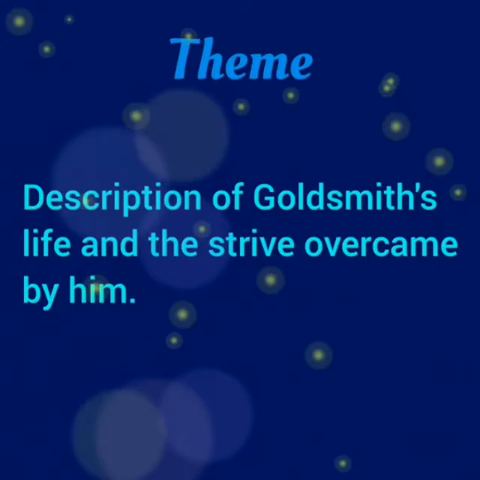 Theme
Description of Goldsmith's
life and the strive overcame
by him.